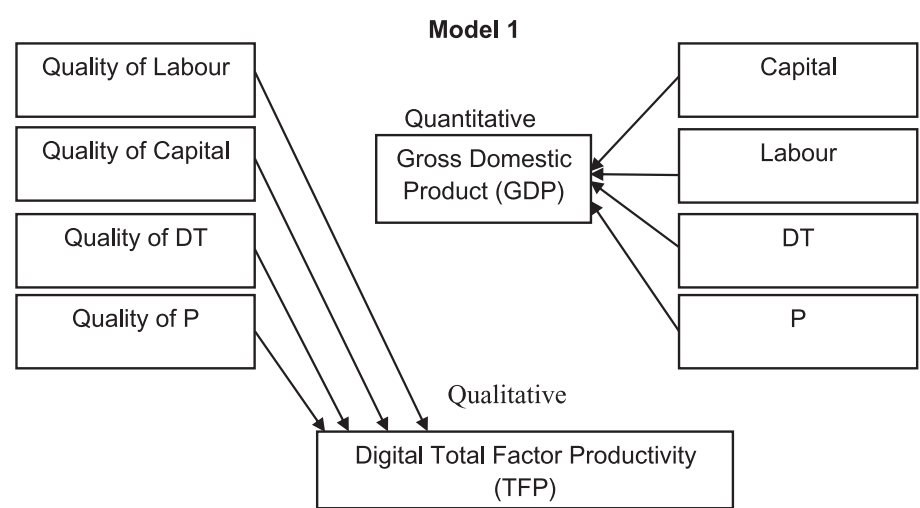 Model 1
Quality of Labour
Quality of Capital
Quality of DT
Quality of P
Quantitative
Gross Domestic
Product (GDP)
Capital
Labour
DT
P
Qualitative
Digital Total Factor Productivity
(TFP)